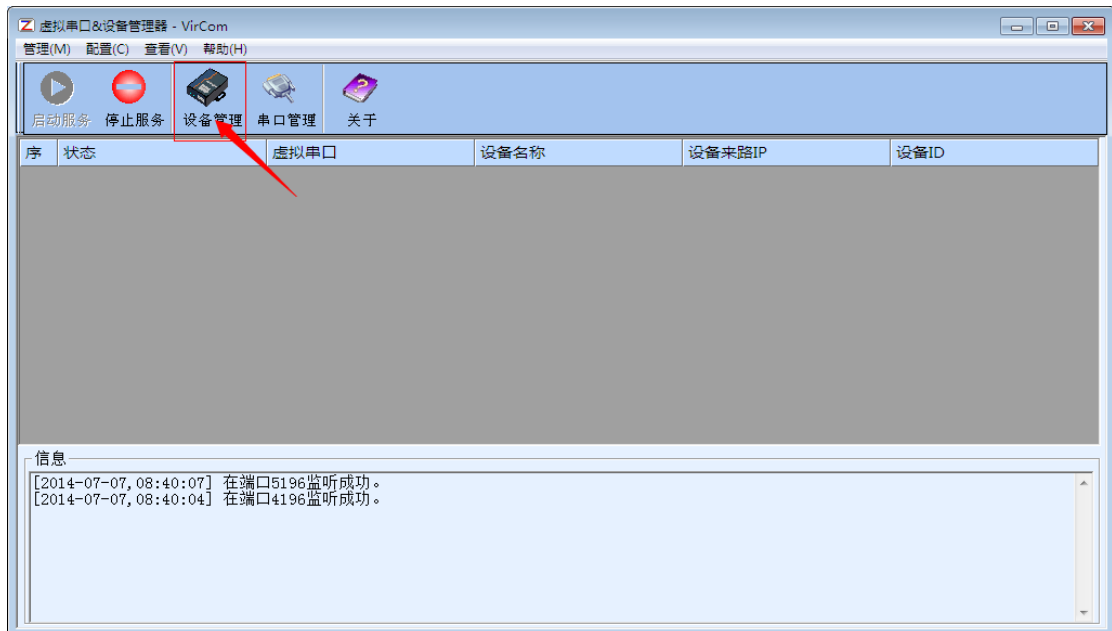 虚拟串口&设备管理器 - VirCom
管理(M) 配置(C) 查看(V) 帮助(H)
启动服务 停止服务 设备管理 串口管理 关于
序 状态 虚拟串口 设备名称 设备来路IP 设备ID
信息
[2014-07-07,08:40:07] 在端口5196监听成功。
[2014-07-07,08:40:04] 在端口4196监听成功。